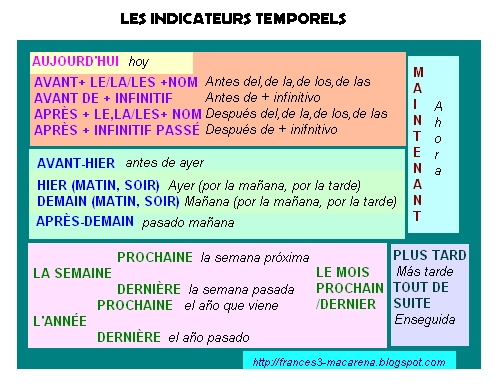 LES INDICATEURS TEMPORELS
AUJOURD'HUI hoy
AVANT+ LE/LA/LES +NOM Antes del,de la,de los,de las
AVANT DE + INFINITIF Antes de + infinitivo
APRÈS + LE,LA/LES+ NOM Después del,de la,de los,de las
APRÈS + INFINITIF PASSÉ Después de + inifnitivo
MAINTENANT
Ahora
AVANT-HIER antes de ayer
HIER (MATIN, SOIR) Ayer (por la mañana, por la tarde)
DEMAIN (MATIN, SOIR) Mañana (por la mañana, por la tarde)
APRÈS-DEMAIN pasado mañana
PROCHAINE la semana próxima
LA SEMAINE
DERNIÈRE la semana pasada
PROCHAINE el año que viene
L'ANNÉE
DERNIÈRE el año pasado
LE MOIS
PROCHAIN
/DERNIER
PLUS TARD
Más tarde
TOUT DE
SUITE
Enseguida
http://frances3-macarena.blogspot.com